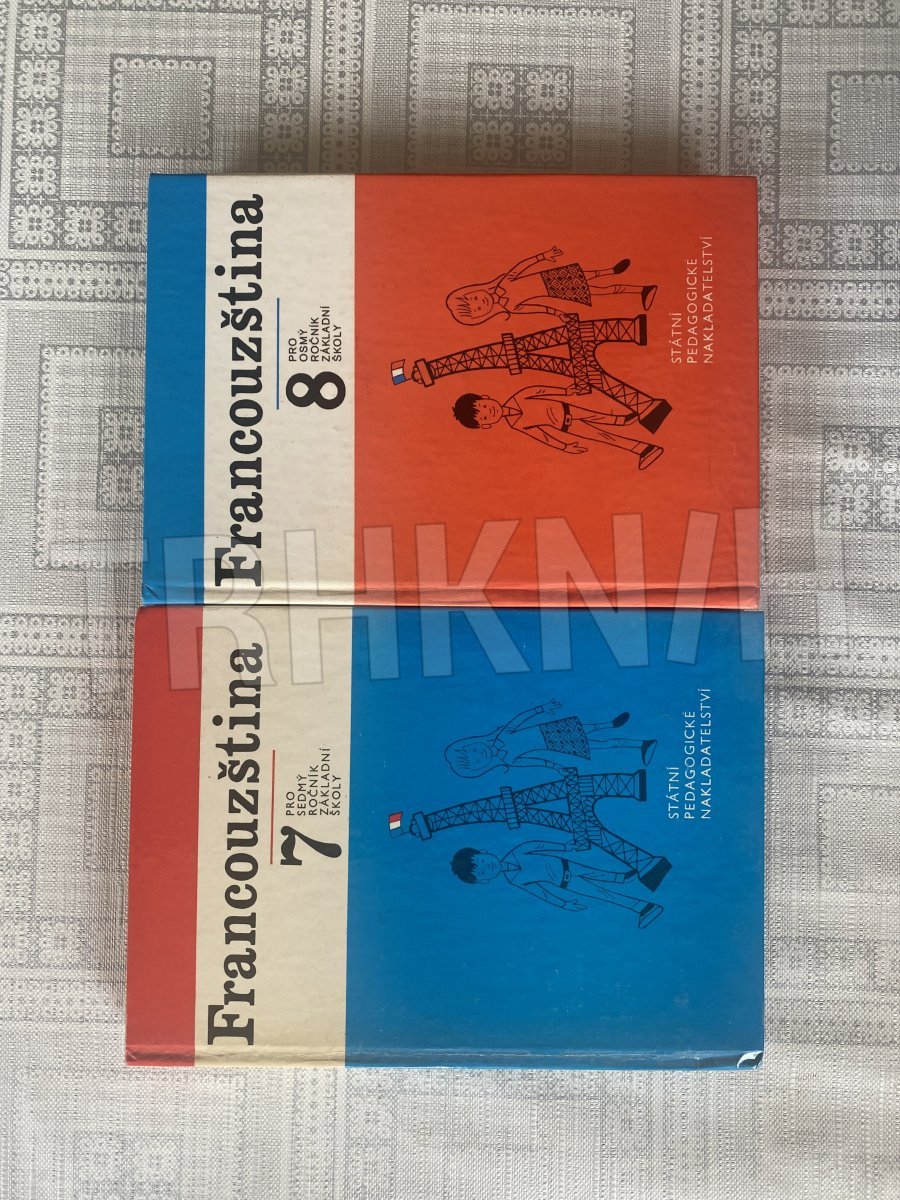 Francouzština
8
PRO
OSMÝ
ROČNÍK
ZÁKLADNÍ
ŠKOLY
STÁTNÍ
PEDAGOGICKÉ
NAKLADATELSTVÍ
Francouzština
7
PRO
SEDMÝ
ROČNÍK
ZÁKLADNÍ
ŠKOLY
STÁTNÍ
PEDAGOGICKÉ
NAKLADATELSTVÍ